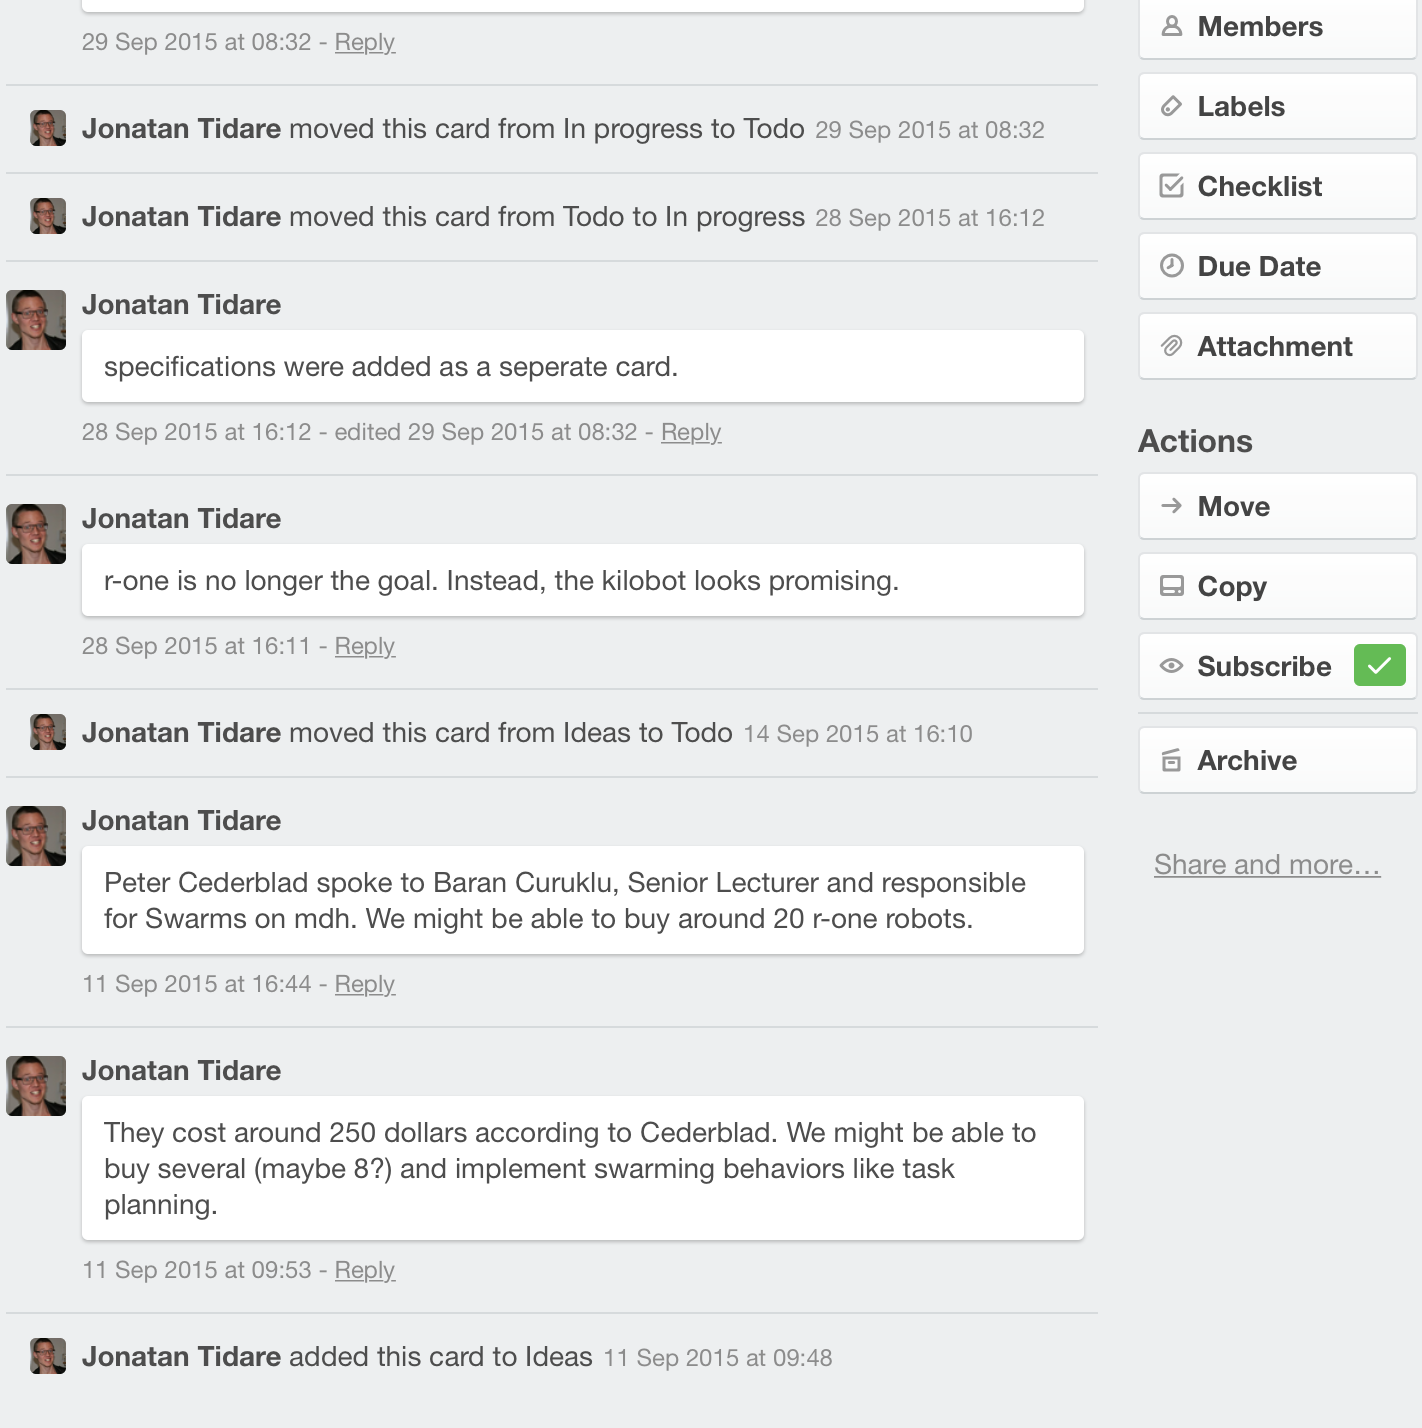 29 Sep 2015 at 08:32 - Reply
Jonatan Tidare moved this card from In progress to Todo 29 Sep 2015 at 08:32
Jonatan Tidare moved this card from Todo to In progress 28 Sep 2015 at 16:12
Jonatan Tidare
specifications were added as a seperate card.
28 Sep 2015 at 16:12 - edited 29 Sep 2015 at 08:32 - Reply
Jonatan Tidare
r-one is no longer the goal. Instead, the kilobot looks promising.
28 Sep 2015 at 16:11 - Reply
Jonatan Tidare moved this card from Ideas to Todo 14 Sep 2015 at 16:10
Jonatan Tidare
Peter Cederblad spoke to Baran Curuklu, Senior Lecturer and responsible
for Swarms on mdh. We might be able to buy around 20 r-one robots.
11 Sep 2015 at 16:44 - Reply
Jonatan Tidare
They cost around 250 dollars according to Cederblad. We might be able to
buy several (maybe 8?) and implement swarming behaviors like task
planning.
11 Sep 2015 at 09:53 - Reply
Jonatan Tidare added this card to Ideas 11 Sep 2015 at 09:48
Members
Labels
Checklist
Due Date
Attachment
Actions
Move
Copy
Subscribe
Archive
Share and more…